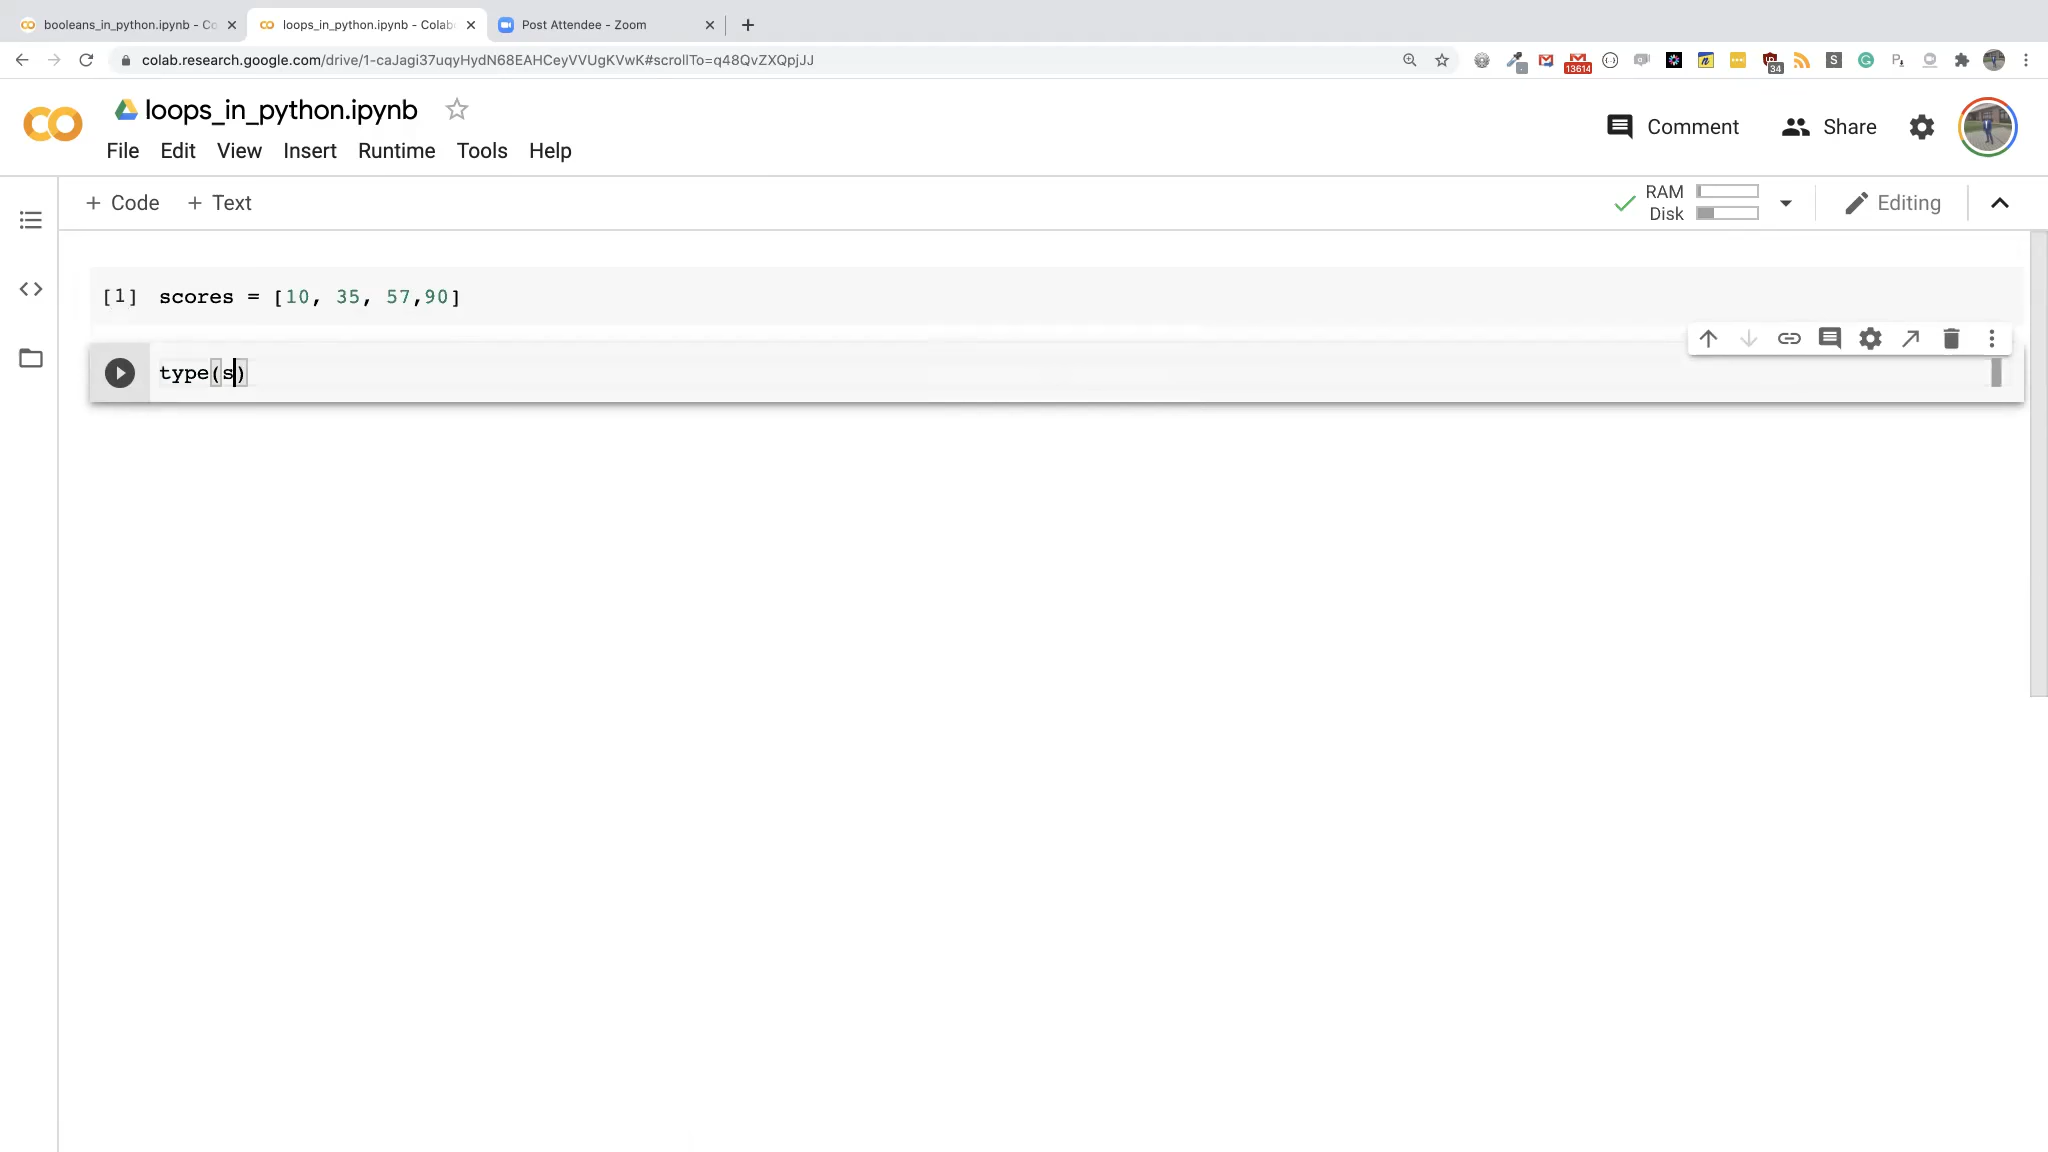 booleans_in_python.ipynb - Co
loops_in_python.ipynb - Colab
Post Attendee - Zoom
colab.research.google.com/drive/1-caJagi37uqyHydN68EAHCeyVVUgKVwK#scrollTo=q48QvZXQpjJJ
13614
34
loops_in_python.ipynb
File Edit View Insert Runtime Tools Help
Comment
Share
+ Code + Text
RAM
Disk
Editing
[1] scores = [10, 35, 57,90]
type(s)